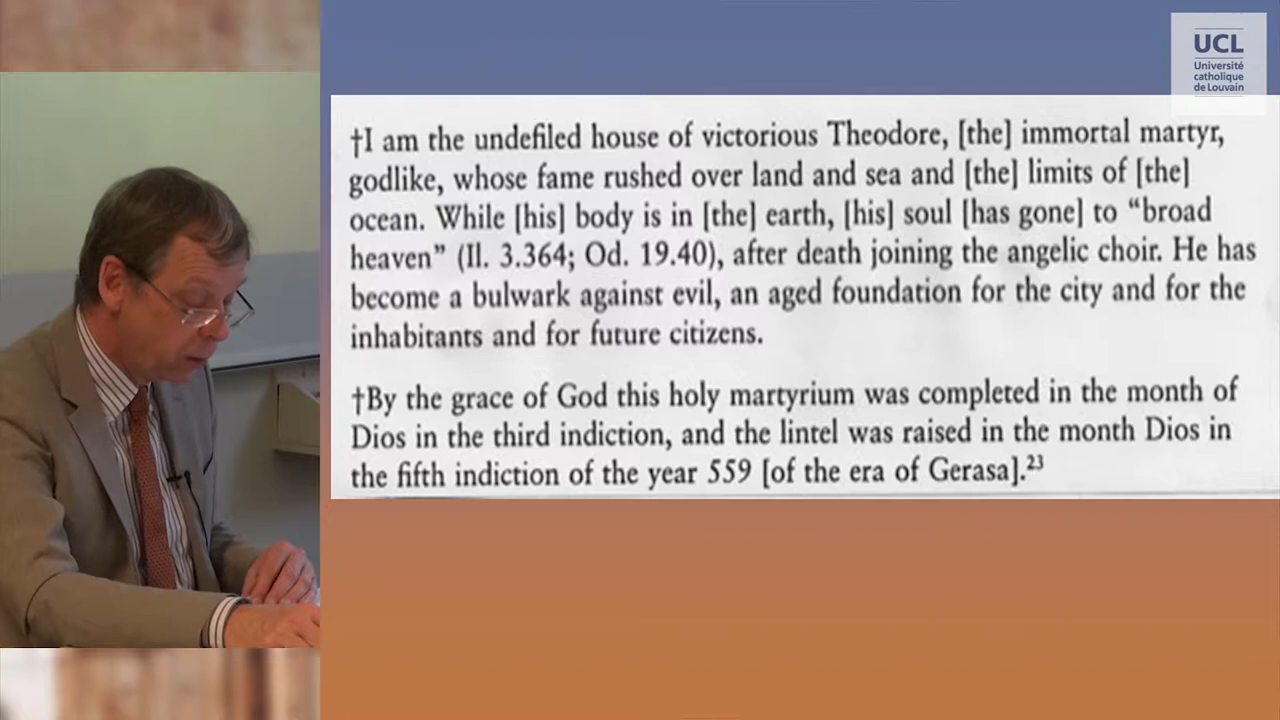 UCL
Université
catholique
de Louvain
†I am the undefiled house of victorious Theodore, [the] immortal martyr,
godlike, whose fame rushed over land and sea and [the] limits of [the]
ocean. While [his] body is in [the] earth, [his] soul [has gone] to “broad
heaven” (Il. 3.364; Od. 19.40), after death joining the angelic choir. He has
become a bulwark against evil, an aged foundation for the city and for the
inhabitants and for future citizens.
†By the grace of God this holy martyrium was completed in the month of
Dios in the third indiction, and the lintel was raised in the month Dios in
the fifth indiction of the year 559 [of the era of Gerasa].²³